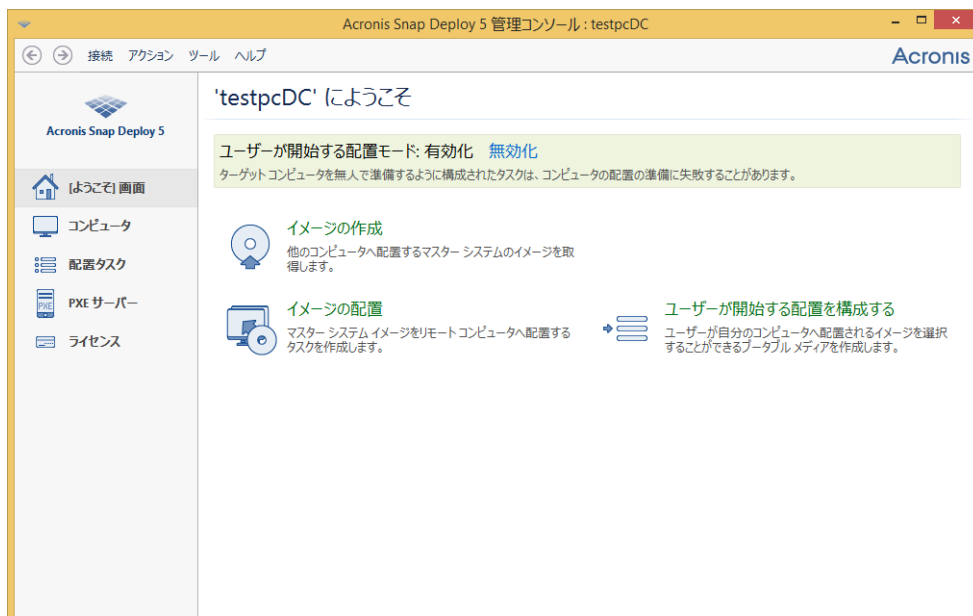 Acronis Snap Deploy 5 管理コンソール : testpcDC
接続 アクション ツール ヘルプ
Acronis
Acronis Snap Deploy 5
[ようこそ] 画面
コンピュータ
配置タスク
PXE
PXE サーバー
ライセンス
'testpcDC' にようこそ
ユーザーが開始する配置モード: 有効化 無効化
ターゲット コンピュータを無人で準備するように構成されたタスクは、コンピュータの配置の準備に失敗することがあります。
イメージの作成
他のコンピュータへ配置するマスター システムのイメージを取
得します。
イメージの配置
マスター システム イメージをリモート コンピュータへ配置する
タスクを作成します。
ユーザーが開始する配置を構成する
ユーザーが自分のコンピュータへ配置されるイメージを選択
することができるブータブル メディアを作成します。